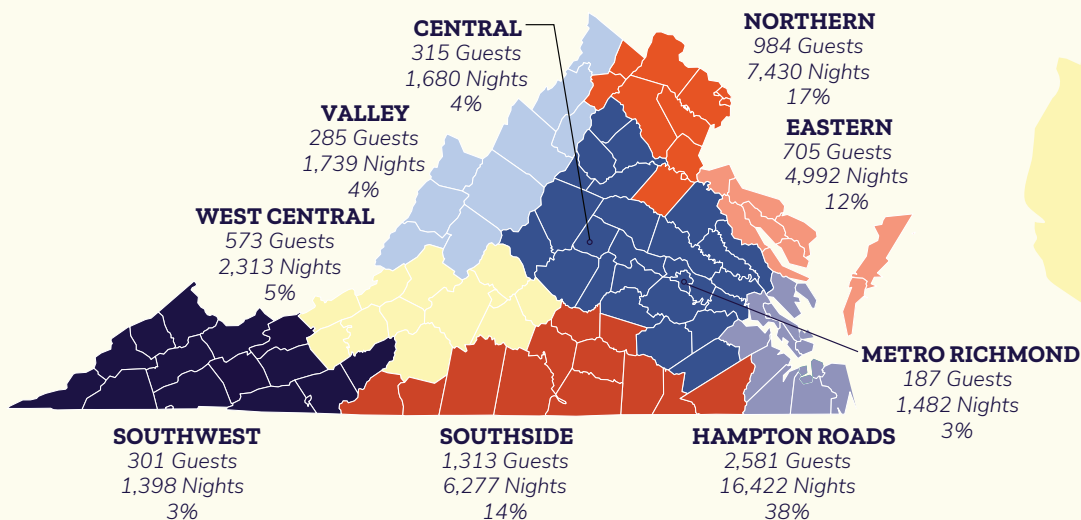 CENTRAL
315 Guests
1,680 Nights
4%
NORTHERN
984 Guests
7,430 Nights
17%
VALLEY
285 Guests
1,739 Nights
4%
EASTERN
705 Guests
4,992 Nights
12%
WEST CENTRAL
573 Guests
2,313 Nights
5%
METRO RICHMOND
187 Guests
1,482 Nights
3%
SOUTHWEST
301 Guests
1,398 Nights
3%
SOUTHSIDE
1,313 Guests
6,277 Nights
14%
HAMPTON ROADS
2,581 Guests
16,422 Nights
38%